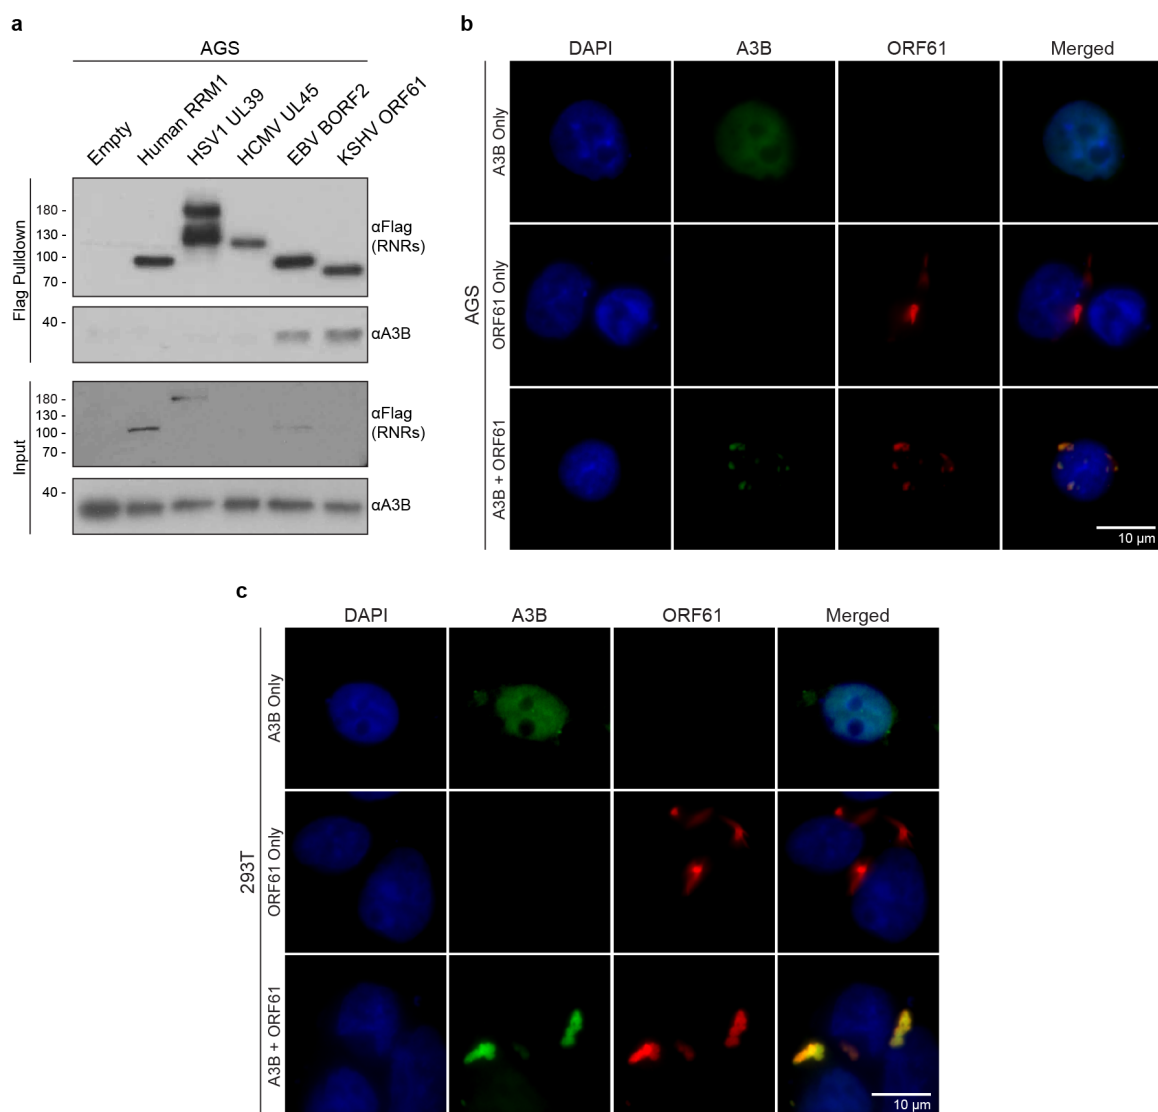 a
AGS
Empty
Human RRM1
HSV1 UL39
HCMV UL45
EBV BORF2
KSHV ORF61
Flag Pulldown
180 -
130 -
100 -
70 -
αFlag
(RNRs)
40 -
αA3B
Input
180 -
130 -
100 -
70 -
αFlag
(RNRs)
40 -
αA3B
b
DAPI
A3B
ORF61
Merged
AGS
A3B Only
ORF61 Only
A3B + ORF61
10 µm
c
DAPI
A3B
ORF61
Merged
293T
A3B Only
ORF61 Only
A3B + ORF61
10 µm